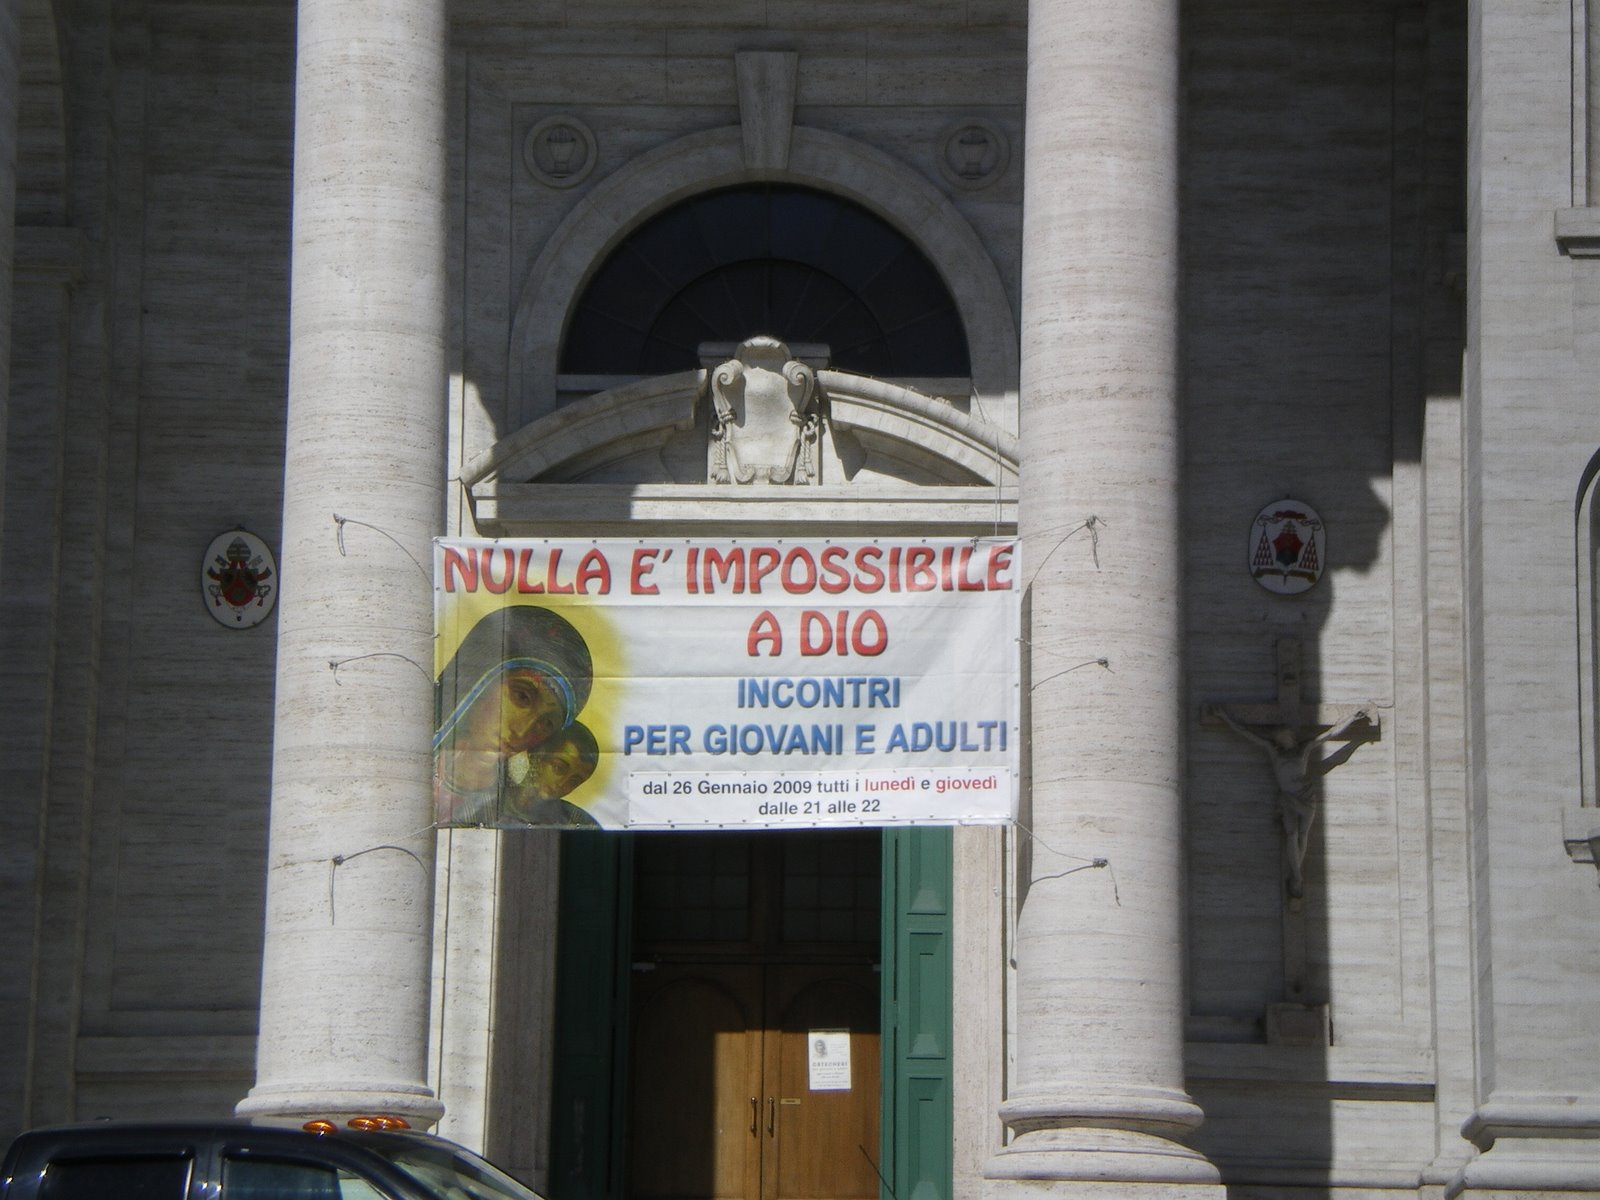 NULLA E' IMPOSSIBILE
A DIO
INCONTRI
PER GIOVANI E ADULTI
dal 26 Gennaio 2009 tutti i lunedì e giovedì
dalle 21 alle 22